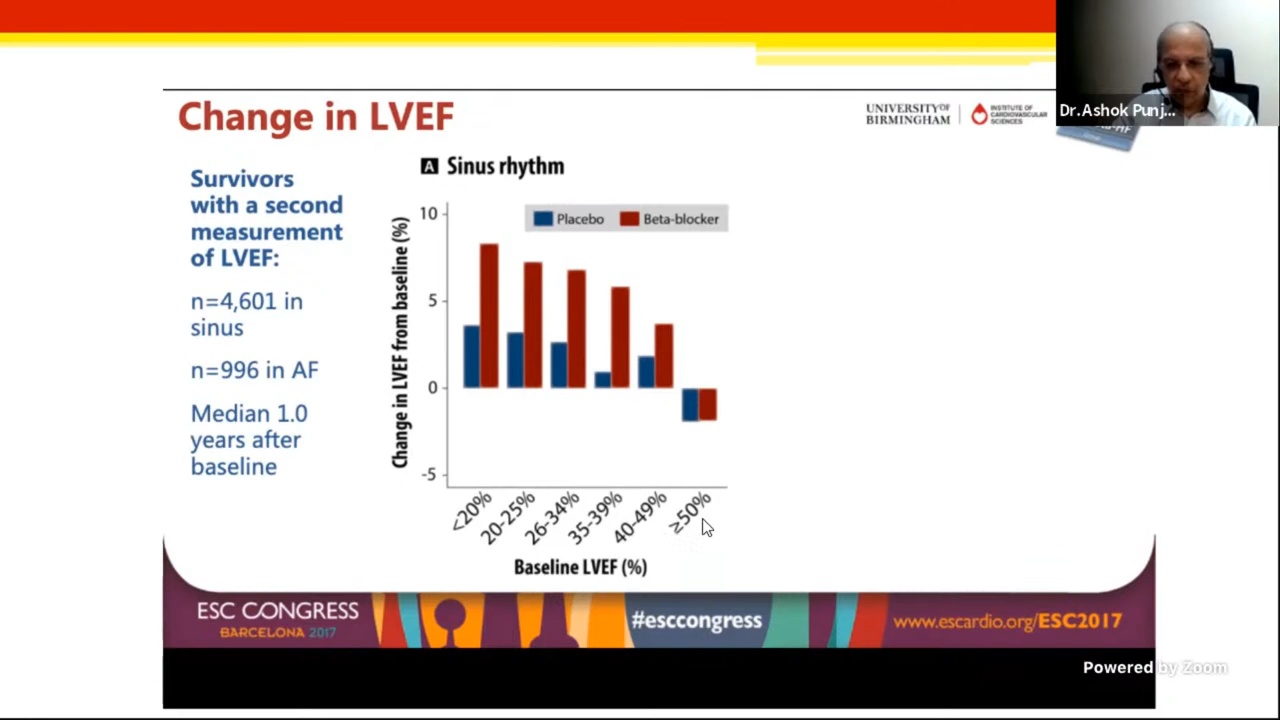 Dr.Ashok Punj...
Change in LVEF
UNIVERSITY OF
BIRMINGHAM
INSTITUTE OF
CARDIOVASCULAR
SCIENCES
Survivors
with a second
measurement
of LVEF:
n=4,601 in
sinus
n=996 in AF
Median 1.0
years after
baseline
A Sinus rhythm
Placebo Beta-blocker
Change in LVEF from baseline (%)
10
5
0
-5
<20% 20-25% 26-34% 35-39% 40-49% ≥50%
Baseline LVEF (%)
ESC CONGRESS
BARCELONA 2017
#esccongress
www.escardio.org/ESC2017
Powered by Zoom